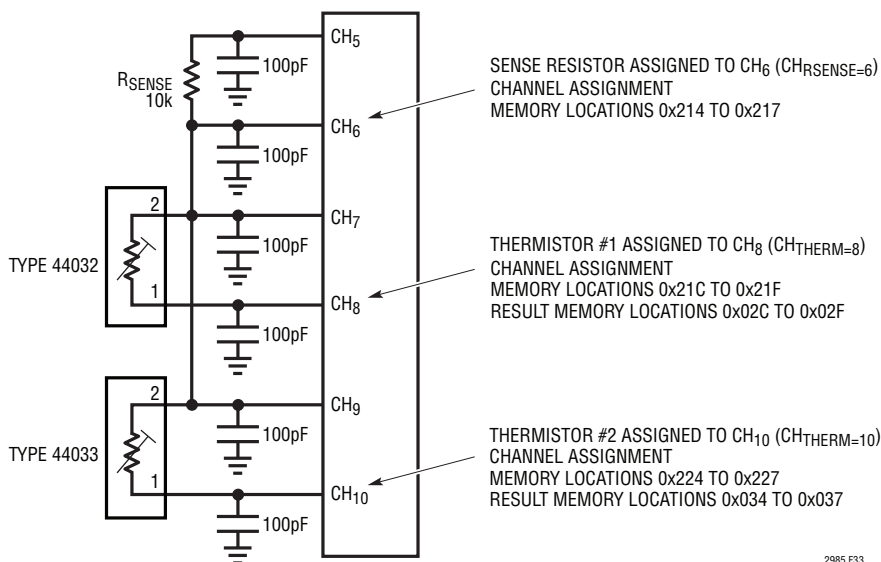 CH5
100pF
RSENSE
10k
CH6
100pF
SENSE RESISTOR ASSIGNED TO CH6 (CHRSENSE=6)
CHANNEL ASSIGNMENT
MEMORY LOCATIONS 0x214 TO 0x217
2
CH7
100pF
TYPE 44032
1
CH8
100pF
THERMISTOR #1 ASSIGNED TO CH8 (CHTHERM=8)
CHANNEL ASSIGNMENT
MEMORY LOCATIONS 0x21C TO 0x21F
RESULT MEMORY LOCATIONS 0x02C TO 0x02F
2
CH9
100pF
TYPE 44033
1
CH10
100pF
THERMISTOR #2 ASSIGNED TO CH10 (CHTHERM=10)
CHANNEL ASSIGNMENT
MEMORY LOCATIONS 0x224 TO 0x227
RESULT MEMORY LOCATIONS 0x034 TO 0x037
2985 F33